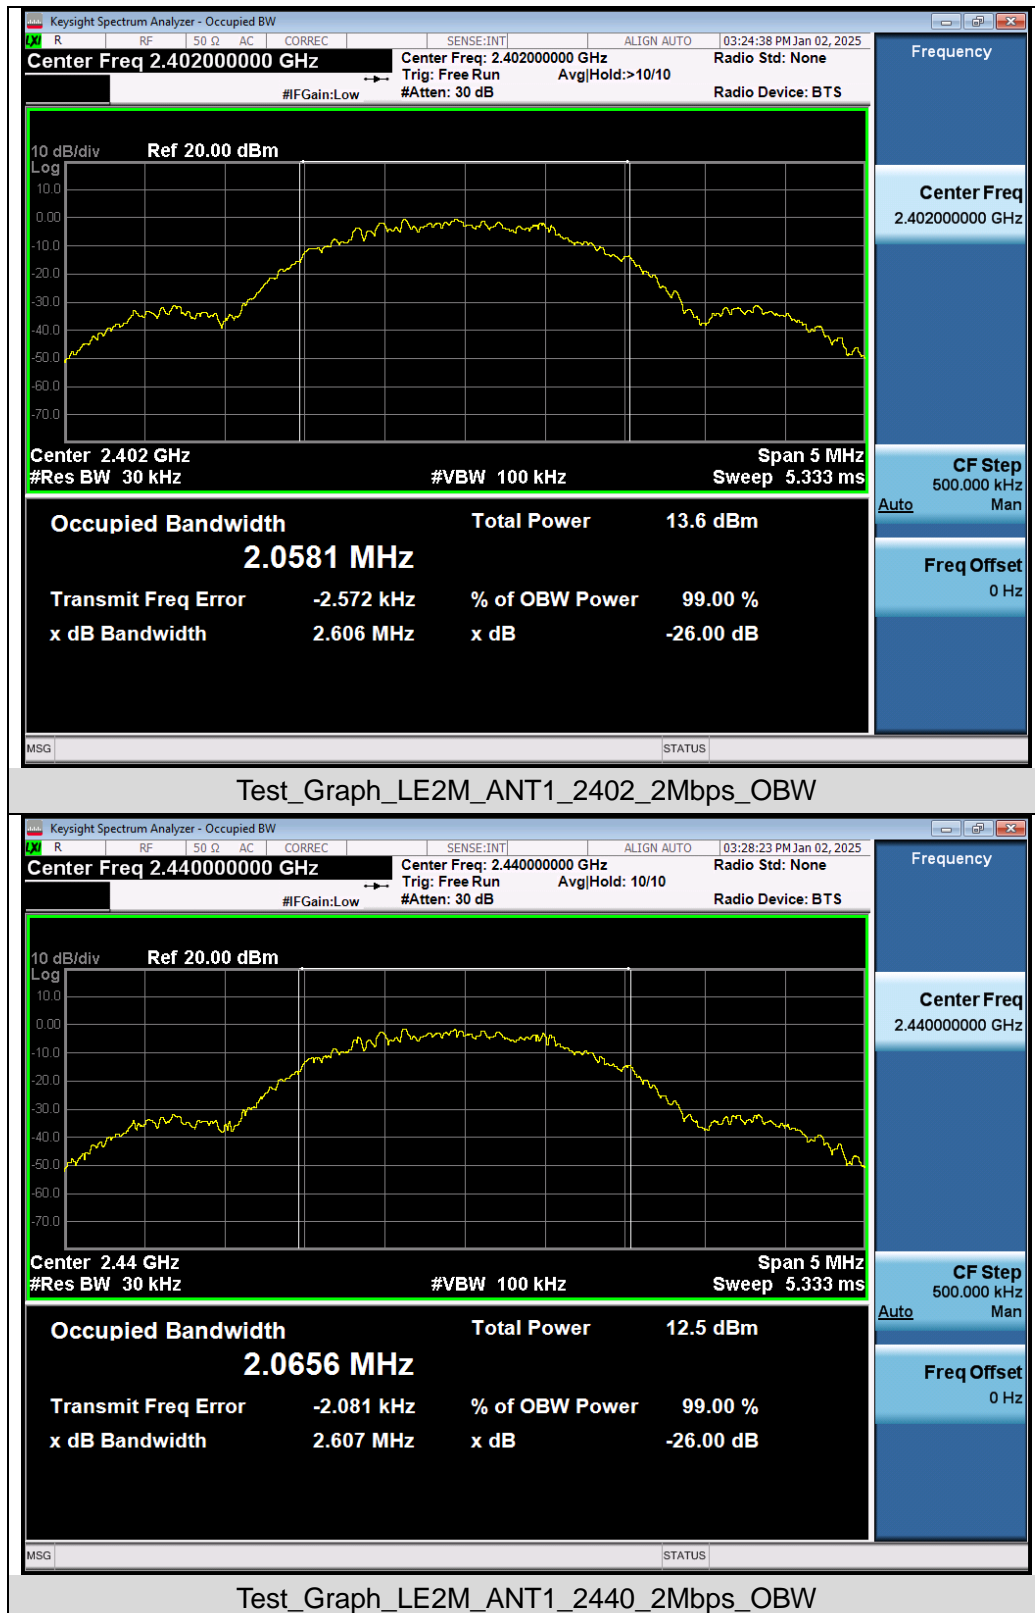 Keysight Spectrum Analyzer - Occupied BW
LXI R RF 50 Ω AC CORREC SENSE:INT ALIGN AUTO 03:24:38 PM Jan 02, 2025
Center Freq 2.402000000 GHz
Center Freq: 2.402000000 GHz Radio Std: None
Trig: Free Run Avg|Hold:>10/10
#IFGain:Low #Atten: 30 dB Radio Device: BTS
Frequency
10 dB/div Ref 20.00 dBm
Log
10.0
0.00
-10.0
-20.0
-30.0
-40.0
-50.0
-60.0
-70.0
Center Freq
2.402000000 GHz
Center 2.402 GHz Span 5 MHz
#Res BW 30 kHz #VBW 100 kHz Sweep 5.333 ms
CF Step
500.000 kHz
Auto Man
Occupied Bandwidth Total Power 13.6 dBm
2.0581 MHz
Transmit Freq Error -2.572 kHz % of OBW Power 99.00 %
x dB Bandwidth 2.606 MHz x dB -26.00 dB
Freq Offset
0 Hz
MSG STATUS
Test_Graph_LE2M_ANT1_2402_2Mbps_OBW
Keysight Spectrum Analyzer - Occupied BW
LXI R RF 50 Ω AC CORREC SENSE:INT ALIGN AUTO 03:28:23 PM Jan 02, 2025
Center Freq 2.440000000 GHz
Center Freq: 2.440000000 GHz Radio Std: None
Trig: Free Run Avg|Hold: 10/10
#IFGain:Low #Atten: 30 dB Radio Device: BTS
Frequency
10 dB/div Ref 20.00 dBm
Log
10.0
0.00
-10.0
-20.0
-30.0
-40.0
-50.0
-60.0
-70.0
Center Freq
2.440000000 GHz
Center 2.44 GHz Span 5 MHz
#Res BW 30 kHz #VBW 100 kHz Sweep 5.333 ms
CF Step
500.000 kHz
Auto Man
Occupied Bandwidth Total Power 12.5 dBm
2.0656 MHz
Transmit Freq Error -2.081 kHz % of OBW Power 99.00 %
x dB Bandwidth 2.607 MHz x dB -26.00 dB
Freq Offset
0 Hz
MSG STATUS
Test_Graph_LE2M_ANT1_2440_2Mbps_OBW